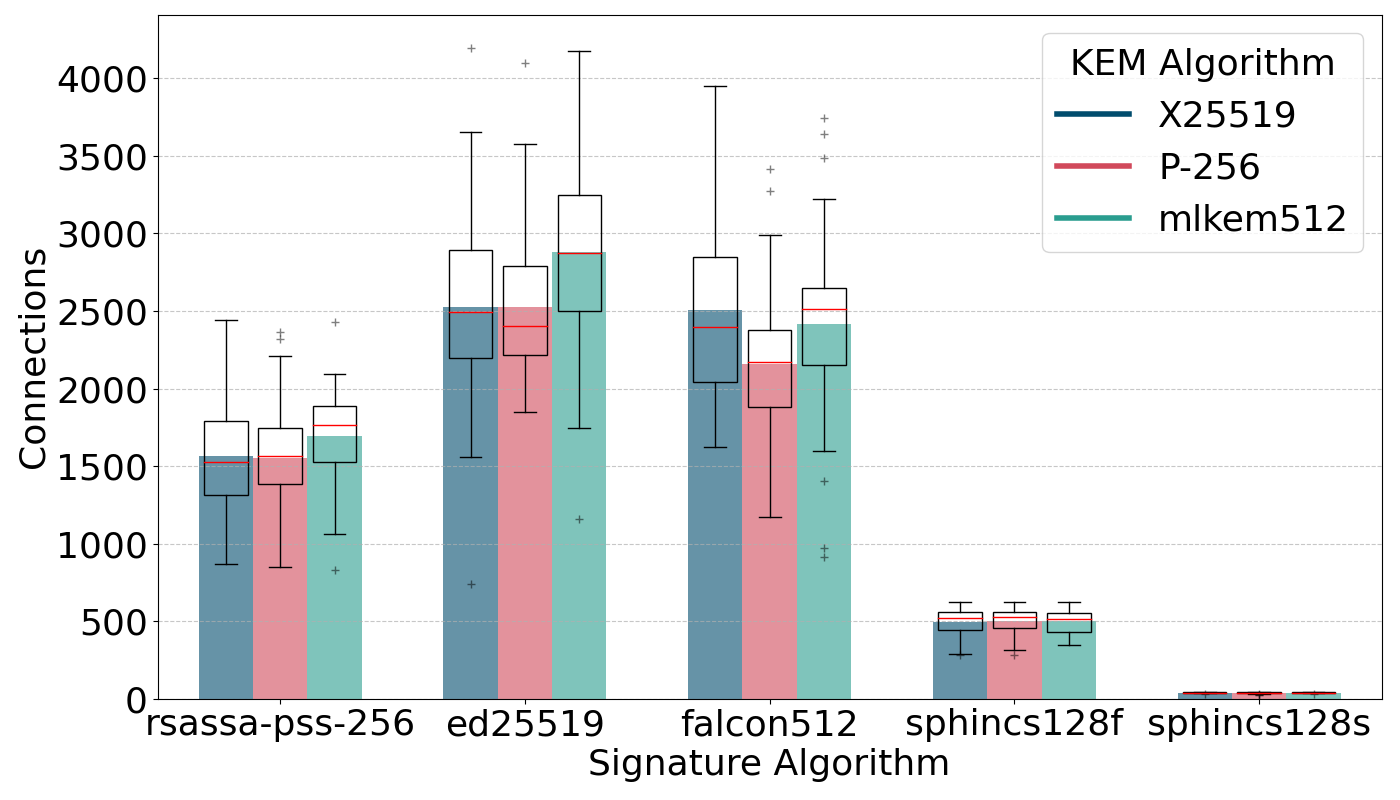 KEM Algorithm
X25519
P-256
mlkem512
Connections
4000
3500
3000
2500
2000
1500
1000
500
0
rsassa-pss-256 ed25519 falcon512 sphincs128f sphincs128s
Signature Algorithm